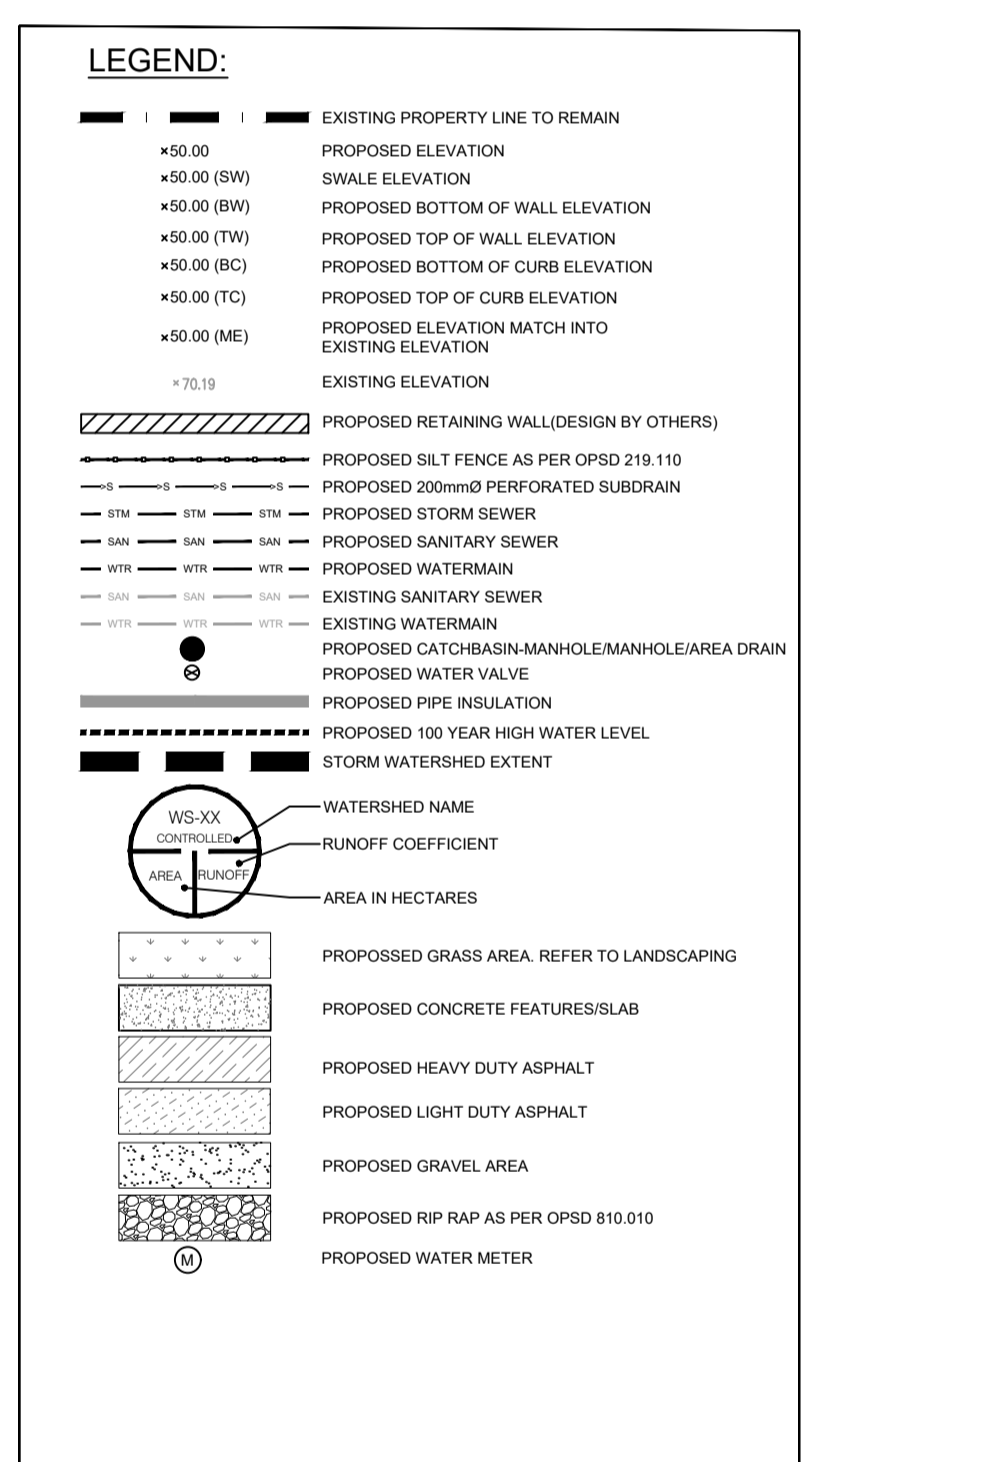 LEGEND:
EXISTING PROPERTY LINE TO REMAIN
×50.00 PROPOSED ELEVATION
×50.00 (SW) SWALE ELEVATION
×50.00 (BW) PROPOSED BOTTOM OF WALL ELEVATION
×50.00 (TW) PROPOSED TOP OF WALL ELEVATION
×50.00 (BC) PROPOSED BOTTOM OF CURB ELEVATION
×50.00 (TC) PROPOSED TOP OF CURB ELEVATION
×50.00 (ME) PROPOSED ELEVATION MATCH INTO
EXISTING ELEVATION
×70.19 EXISTING ELEVATION
PROPOSED RETAINING WALL(DESIGN BY OTHERS)
PROPOSED SILT FENCE AS PER OPSD 219.110
S S S S PROPOSED 200mmØ PERFORATED SUBDRAIN
STM STM STM PROPOSED STORM SEWER
SAN SAN SAN PROPOSED SANITARY SEWER
WTR WTR WTR PROPOSED WATERMAIN
SAN SAN SAN EXISTING SANITARY SEWER
WTR WTR WTR EXISTING WATERMAIN
PROPOSED CATCHBASIN-MANHOLE/MANHOLE/AREA DRAIN
PROPOSED WATER VALVE
PROPOSED PIPE INSULATION
PROPOSED 100 YEAR HIGH WATER LEVEL
STORM WATERSHED EXTENT
WS-XX
CONTROLLED
AREA RUNOFF
WATERSHED NAME
RUNOFF COEFFICIENT
AREA IN HECTARES
PROPOSSED GRASS AREA. REFER TO LANDSCAPING
PROPOSED CONCRETE FEATURES/SLAB
PROPOSED HEAVY DUTY ASPHALT
PROPOSED LIGHT DUTY ASPHALT
PROPOSED GRAVEL AREA
PROPOSED RIP RAP AS PER OPSD 810.010
M PROPOSED WATER METER